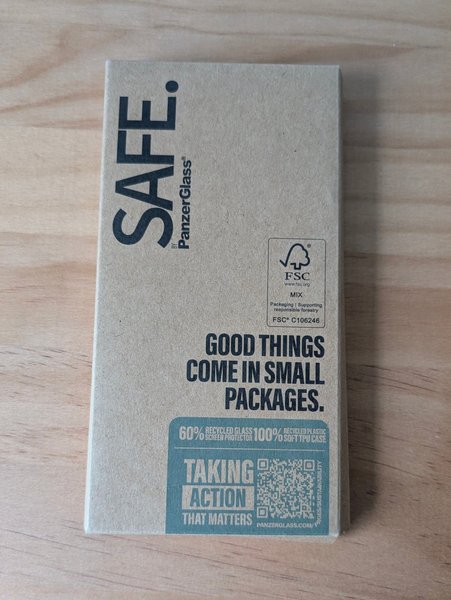 SAFE.
BY PanzerGlass®
FSC
www.fsc.org
MIX
Packaging | Supporting
responsible forestry
FSC® C106246
GOOD THINGS
COME IN SMALL
PACKAGES.
60% RECYCLED GLASS
SCREEN PROTECTOR
100% RECYCLED PLASTIC
SOFT TPU CASE
TAKING
ACTION
THAT MATTERS
PANZERGLASS.COM